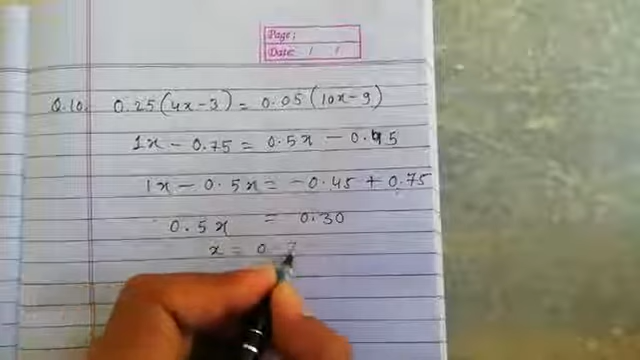 Page:
Date: / /
Q.10. 0.25(4x-3) = 0.05(10x-9)
1x - 0.75 = 0.5x - 0.45
1x - 0.5x = -0.45 + 0.75
0.5x = 0.30
x = 0.